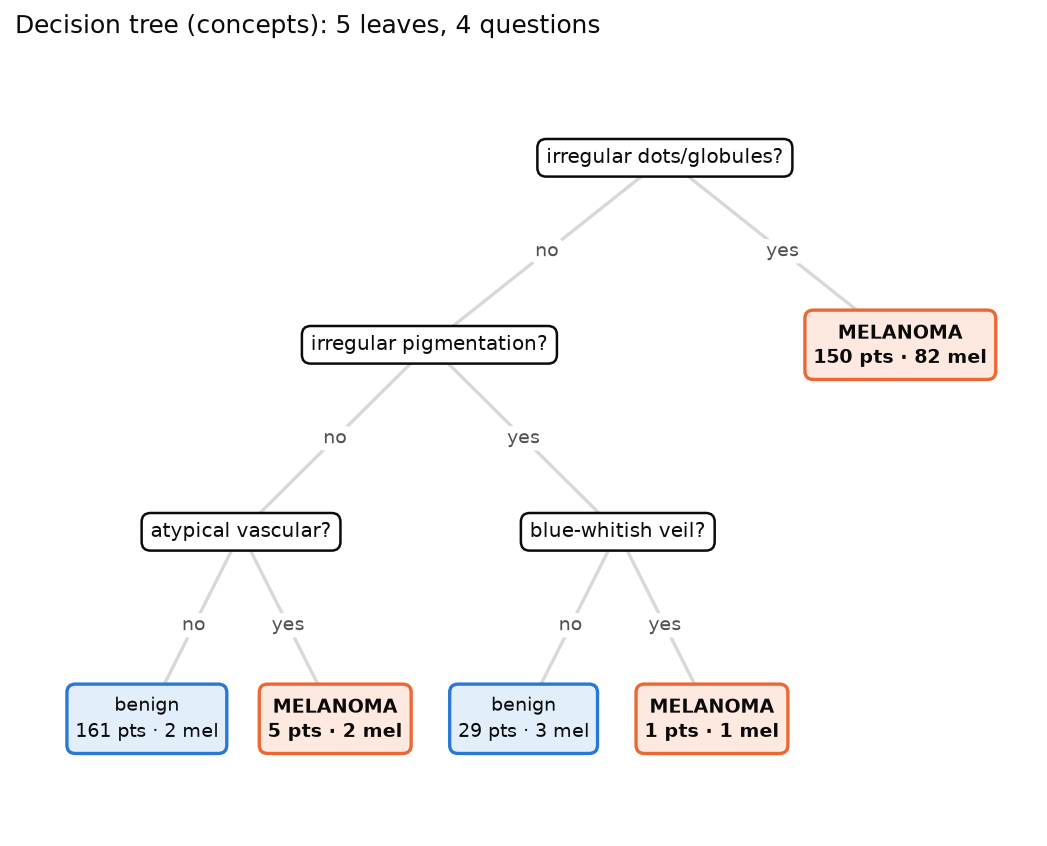 Decision tree (concepts): 5 leaves, 4 questions
irregular dots/globules?
no
yes
irregular pigmentation?
MELANOMA
150 pts · 82 mel
no
yes
atypical vascular?
blue-whitish veil?
no
yes
no
yes
benign
161 pts · 2 mel
MELANOMA
5 pts · 2 mel
benign
29 pts · 3 mel
MELANOMA
1 pts · 1 mel